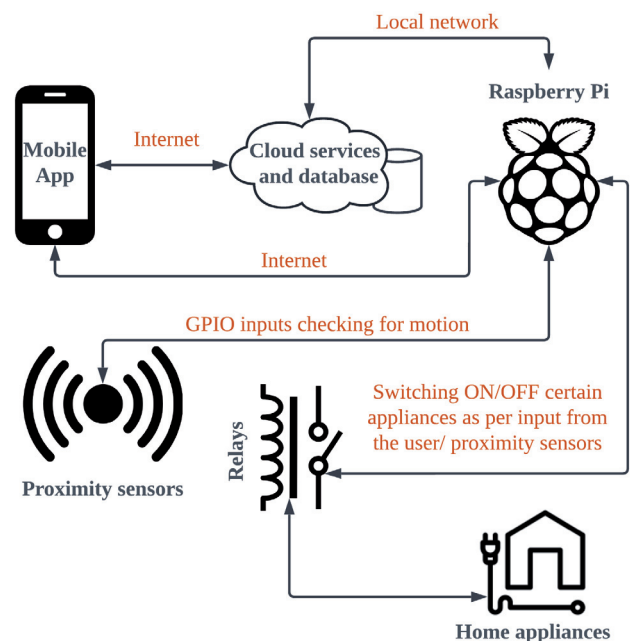 Local network
Raspberry Pi
Mobile
App
Internet
Cloud services
and database
Internet
GPIO inputs checking for motion
Proximity sensors
Relays
Switching ON/OFF certain
appliances as per input from
the user/ proximity sensors
Home appliances